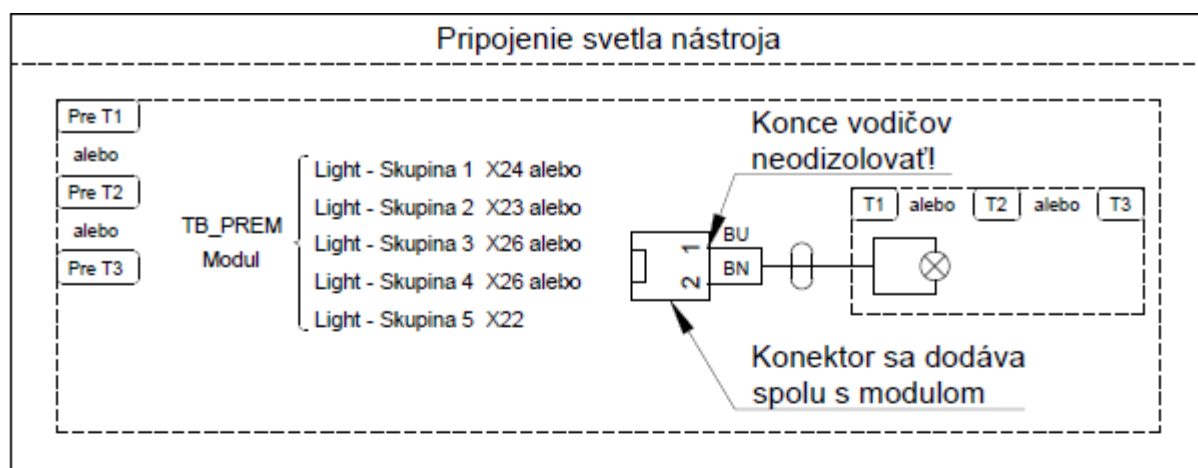 Pripojenie svetla nástroja
Pre T1
alebo
Pre T2
alebo
Pre T3
TB_PREM
Modul
Light - Skupina 1 X24 alebo
Light - Skupina 2 X23 alebo
Light - Skupina 3 X26 alebo
Light - Skupina 4 X26 alebo
Light - Skupina 5 X22
Konce vodičov
neodizolovať!
1
BU
2
BN
T1 alebo T2 alebo T3
Konektor sa dodáva
spolu s modulom